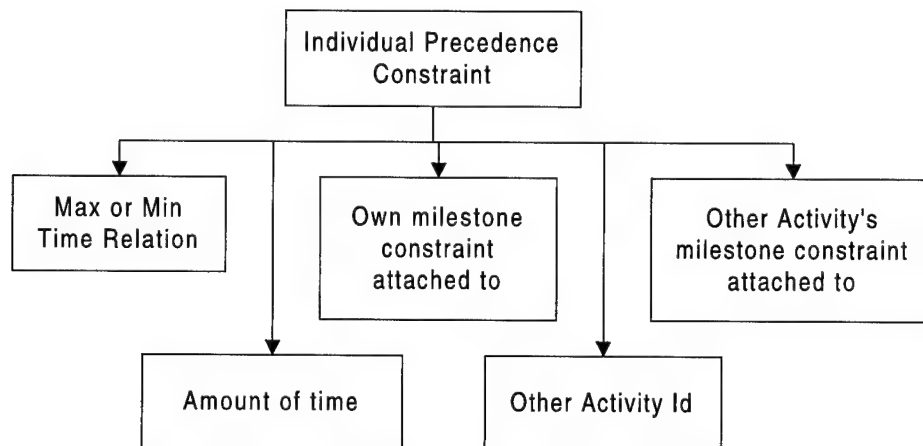 Individual Precedence
Constraint
Max or Min
Time Relation
Own milestone
constraint
attached to
Other Activity's
milestone constraint
attached to
Amount of time
Other Activity Id